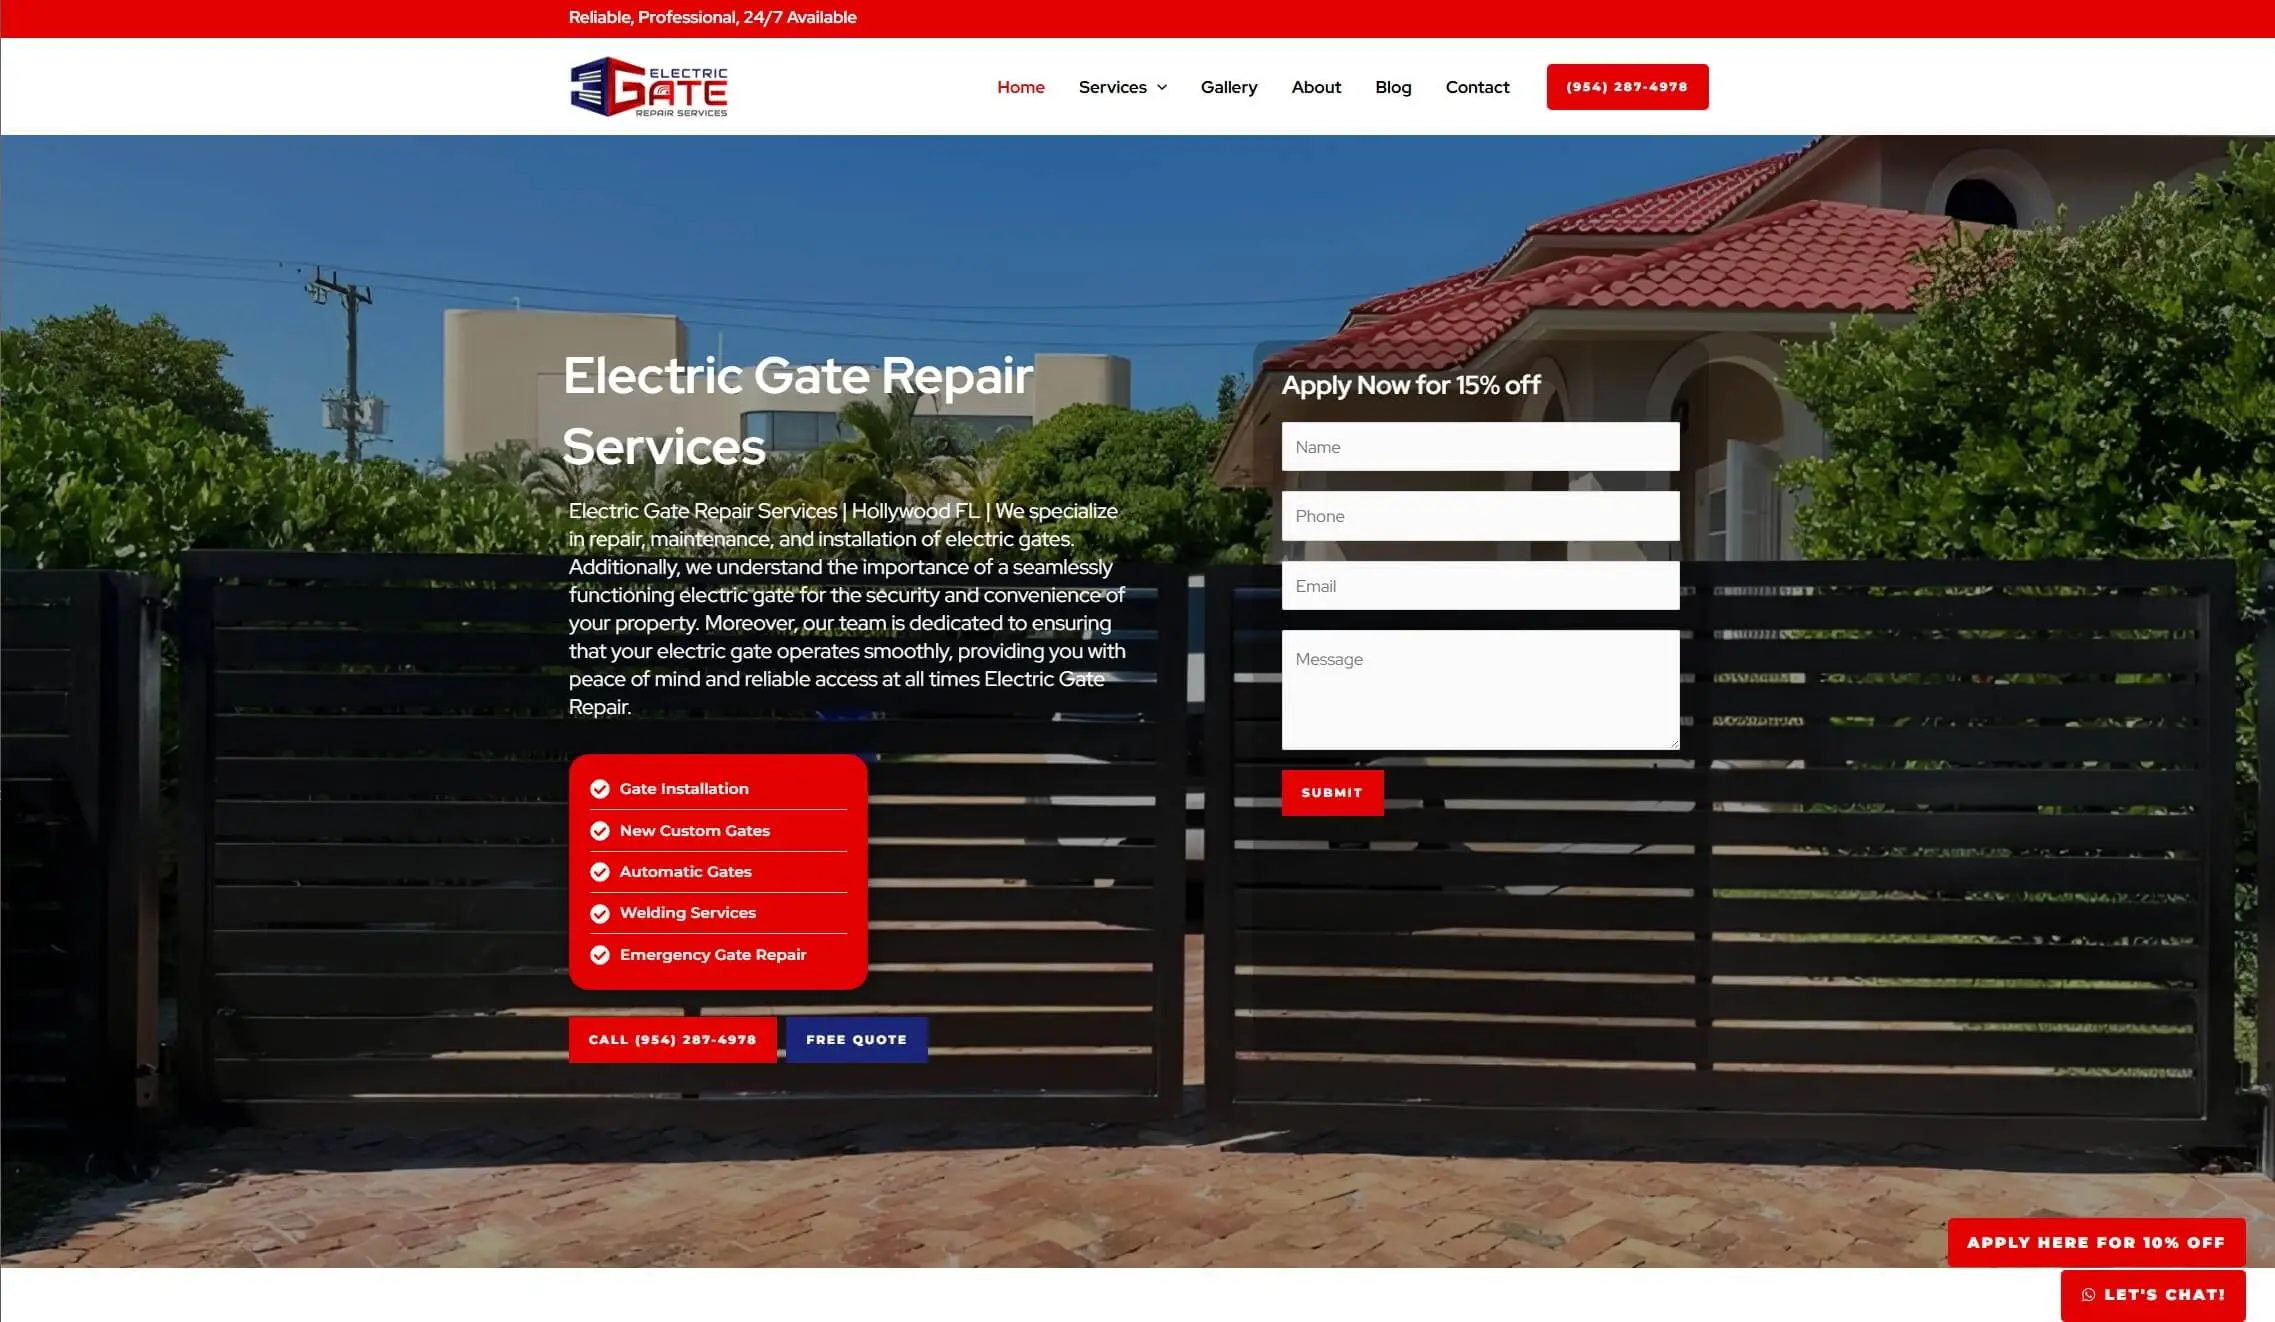 Reliable, Professional, 24/7 Available
ELECTRIC
GATE
REPAIR SERVICES
Home
Services
Gallery
About
Blog
Contact
(954) 287-4978
Electric Gate Repair
Services
Electric Gate Repair Services | Hollywood FL | We specialize
in repair, maintenance, and installation of electric gates.
Additionally, we understand the importance of a seamlessly
functioning electric gate for the security and convenience of
your property. Moreover, our team is dedicated to ensuring
that your electric gate operates smoothly, providing you with
peace of mind and reliable access at all times Electric Gate
Repair.
Gate Installation
New Custom Gates
Automatic Gates
Welding Services
Emergency Gate Repair
CALL (954) 287-4978
FREE QUOTE
Apply Now for 15% off
Name
Phone
Email
Message
SUBMIT
APPLY HERE FOR 10% OFF
LET'S CHAT!